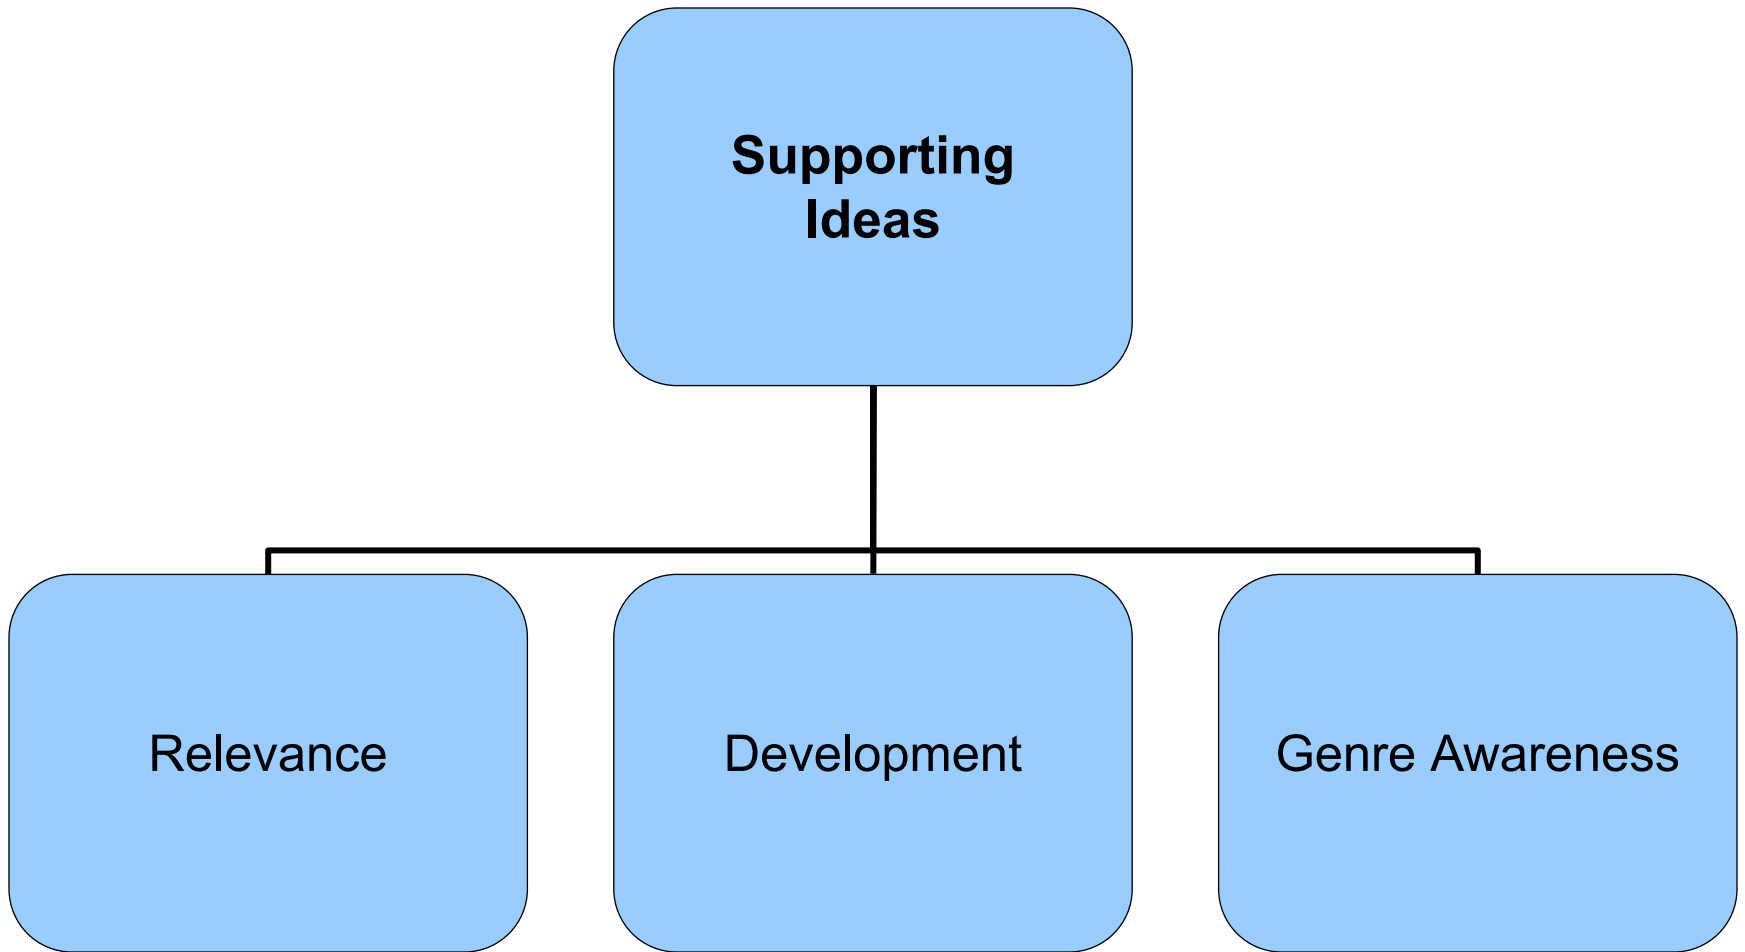 Supporting
Ideas
Relevance
Development
Genre Awareness